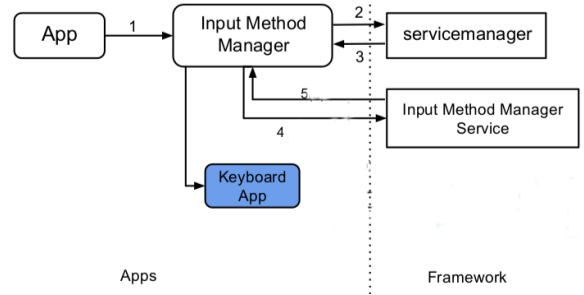 App
1
Input Method
Manager
2
3
servicemanager
5
4
Input Method Manager
Service
Keyboard
App
Apps
Framework